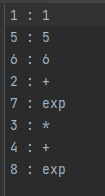 1 : 1
5 : 5
6 : 6
2 : +
7 : exp
3 : *
4 : +
8 : exp